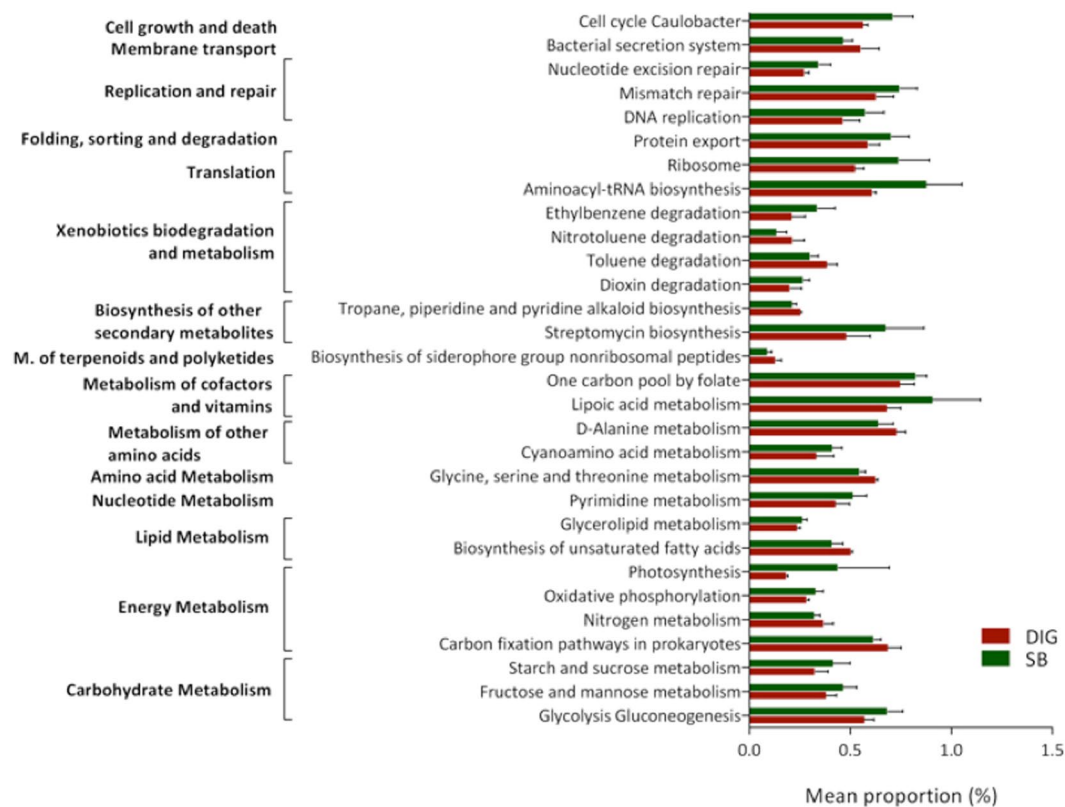 Cell growth and death
Membrane transport
Replication and repair
Folding, sorting and degradation
Translation
Xenobiotics biodegradation
and metabolism
Biosynthesis of other
secondary metabolites
M. of terpenoids and polyketides
Metabolism of cofactors
and vitamins
Metabolism of other
amino acids
Amino acid Metabolism
Nucleotide Metabolism
Lipid Metabolism
Energy Metabolism
Carbohydrate Metabolism
Cell cycle Caulobacter
Bacterial secretion system
Nucleotide excision repair
Mismatch repair
DNA replication
Protein export
Ribosome
Aminoacyl-tRNA biosynthesis
Ethylbenzene degradation
Nitrotoluene degradation
Toluene degradation
Dioxin degradation
Tropane, piperidine and pyridine alkaloid biosynthesis
Streptomycin biosynthesis
Biosynthesis of siderophore group nonribosomal peptides
One carbon pool by folate
Lipoic acid metabolism
D-Alanine metabolism
Cyanoamino acid metabolism
Glycine, serine and threonine metabolism
Pyrimidine metabolism
Glycerolipid metabolism
Biosynthesis of unsaturated fatty acids
Photosynthesis
Oxidative phosphorylation
Nitrogen metabolism
Carbon fixation pathways in prokaryotes
Starch and sucrose metabolism
Fructose and mannose metabolism
Glycolysis Gluconeogenesis
DIG
SB
0.0 0.5 1.0 1.5
Mean proportion (%)